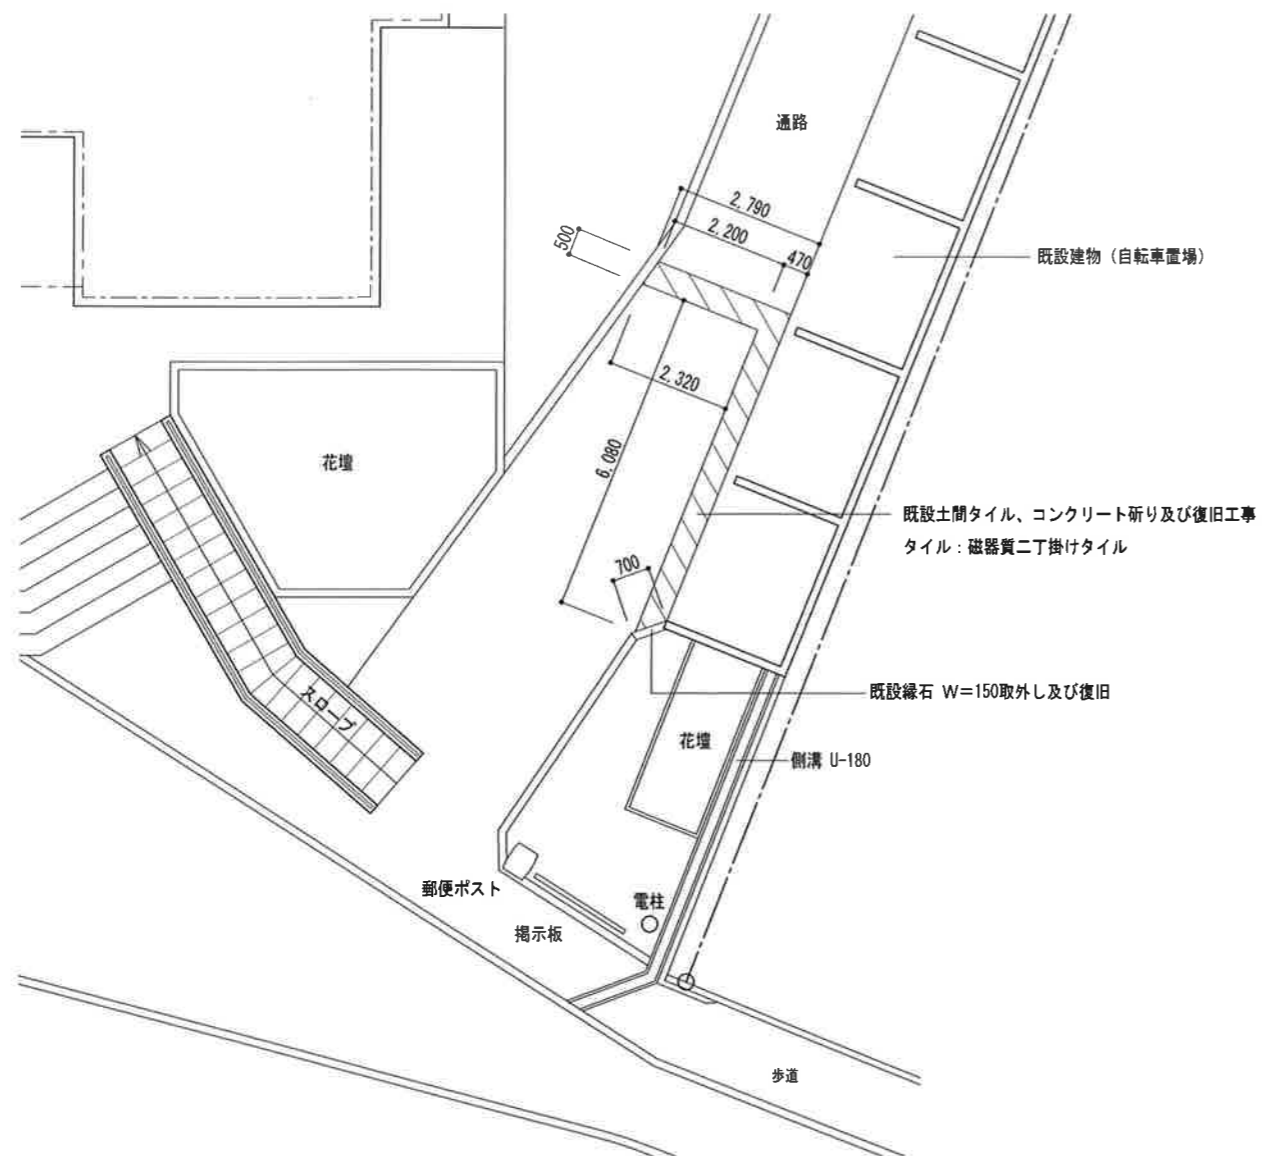 通路
2,790
2,200
470
500
既設建物（自転車置場）
2,320
6,080
花壇
既設土間タイル、コンクリート斫り及び復旧工事
タイル：磁器質二丁掛けタイル
700
既設縁石 W=150取外し及び復旧
スロープ
花壇
側溝 U-180
郵便ポスト
電柱
掲示板
歩道